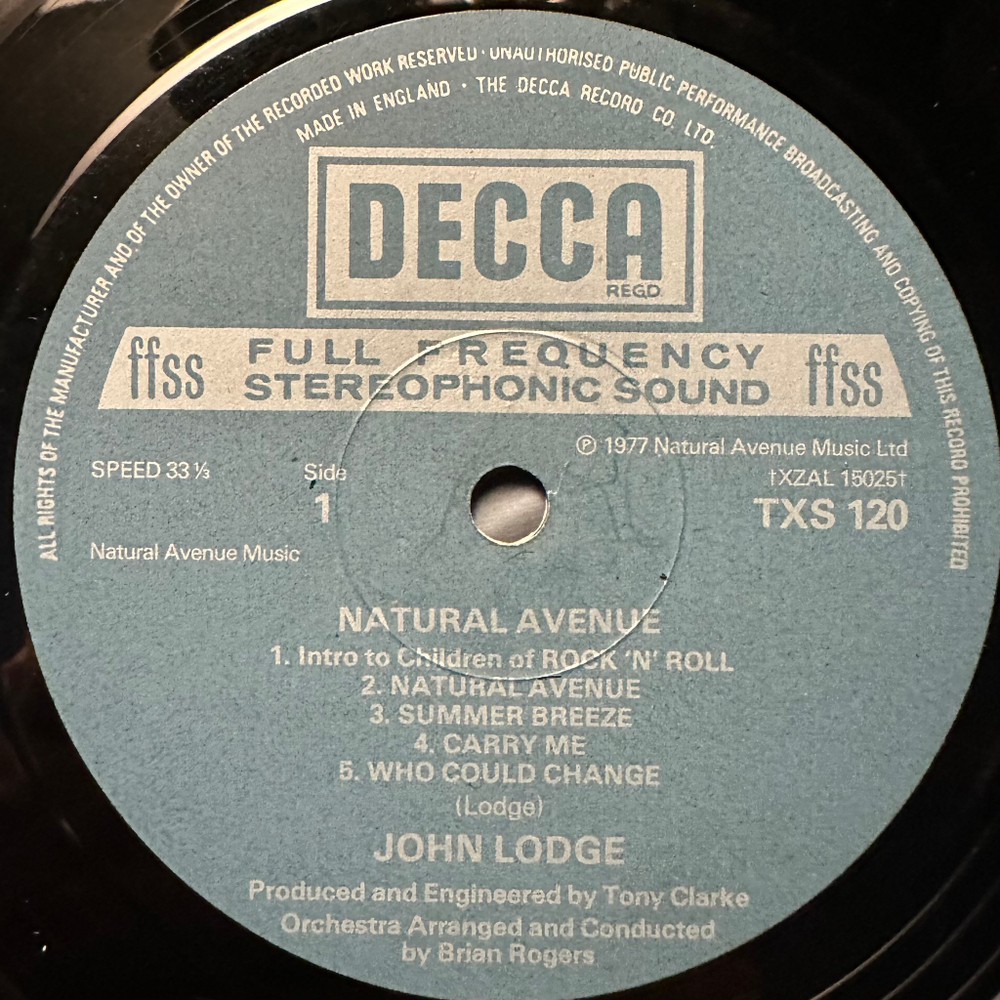 ALL RIGHTS OF THE MANUFACTURER AND OF THE OWNER OF THE RECORDED WORK RESERVED · UNAUTHORISED PUBLIC PERFORMANCE BROADCASTING AND COPYING OF THIS RECORD PROHIBITED
MADE IN ENGLAND · THE DECCA RECORD CO. LTD.
DECCA
REGD
ffss FULL FREQUENCY ffss
STEREOPHONIC SOUND
℗ 1977 Natural Avenue Music Ltd
SPEED 33 ⅓ Side †XZAL 15025†
1 TXS 120
Natural Avenue Music
NATURAL AVENUE
1. Intro to Children of ROCK 'N' ROLL
2. NATURAL AVENUE
3. SUMMER BREEZE
4. CARRY ME
5. WHO COULD CHANGE
(Lodge)
JOHN LODGE
Produced and Engineered by Tony Clarke
Orchestra Arranged and Conducted
by Brian Rogers